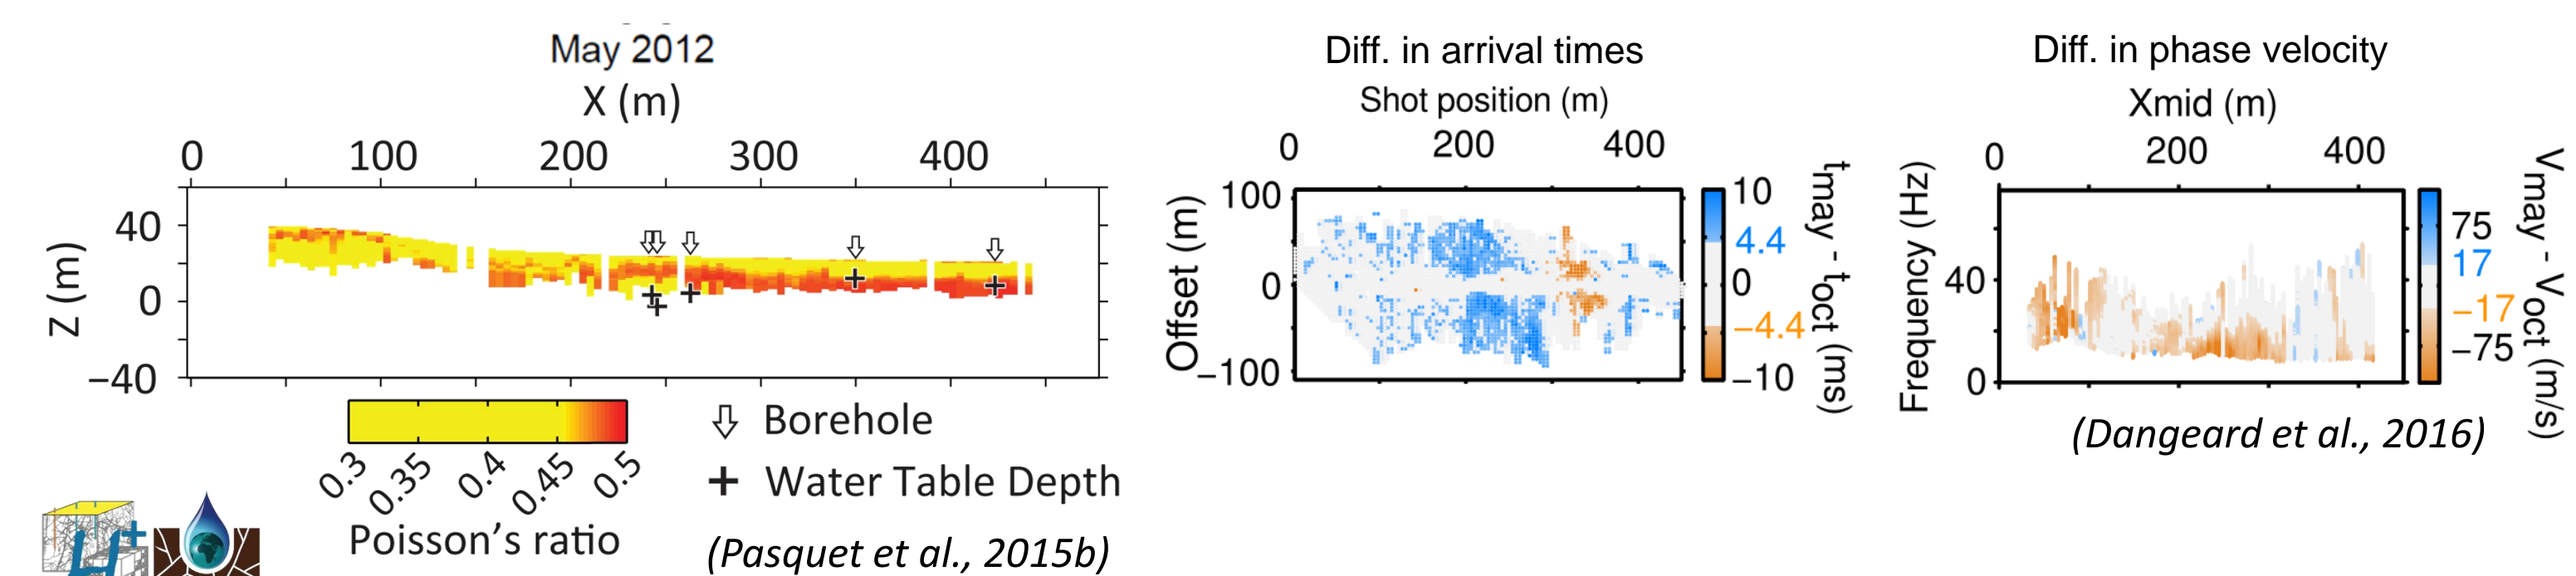 May 2012
X (m)
0 100 200 300 400
Z (m)
40
0
−40
Borehole
Water Table Depth
0.3 0.35 0.4 0.45 0.5
Poisson's ratio
(Pasquet et al., 2015b)
H+
Diff. in arrival times
Shot position (m)
0 200 400
Offset (m)
100
0
−100
10
4.4
0
−4.4
−10
tmay - toct (ms)
Diff. in phase velocity
Xmid (m)
0 200 400
Frequency (Hz)
40
0
75
17
−17
−75
Vmay - Voct (m/s)
(Dangeard et al., 2016)